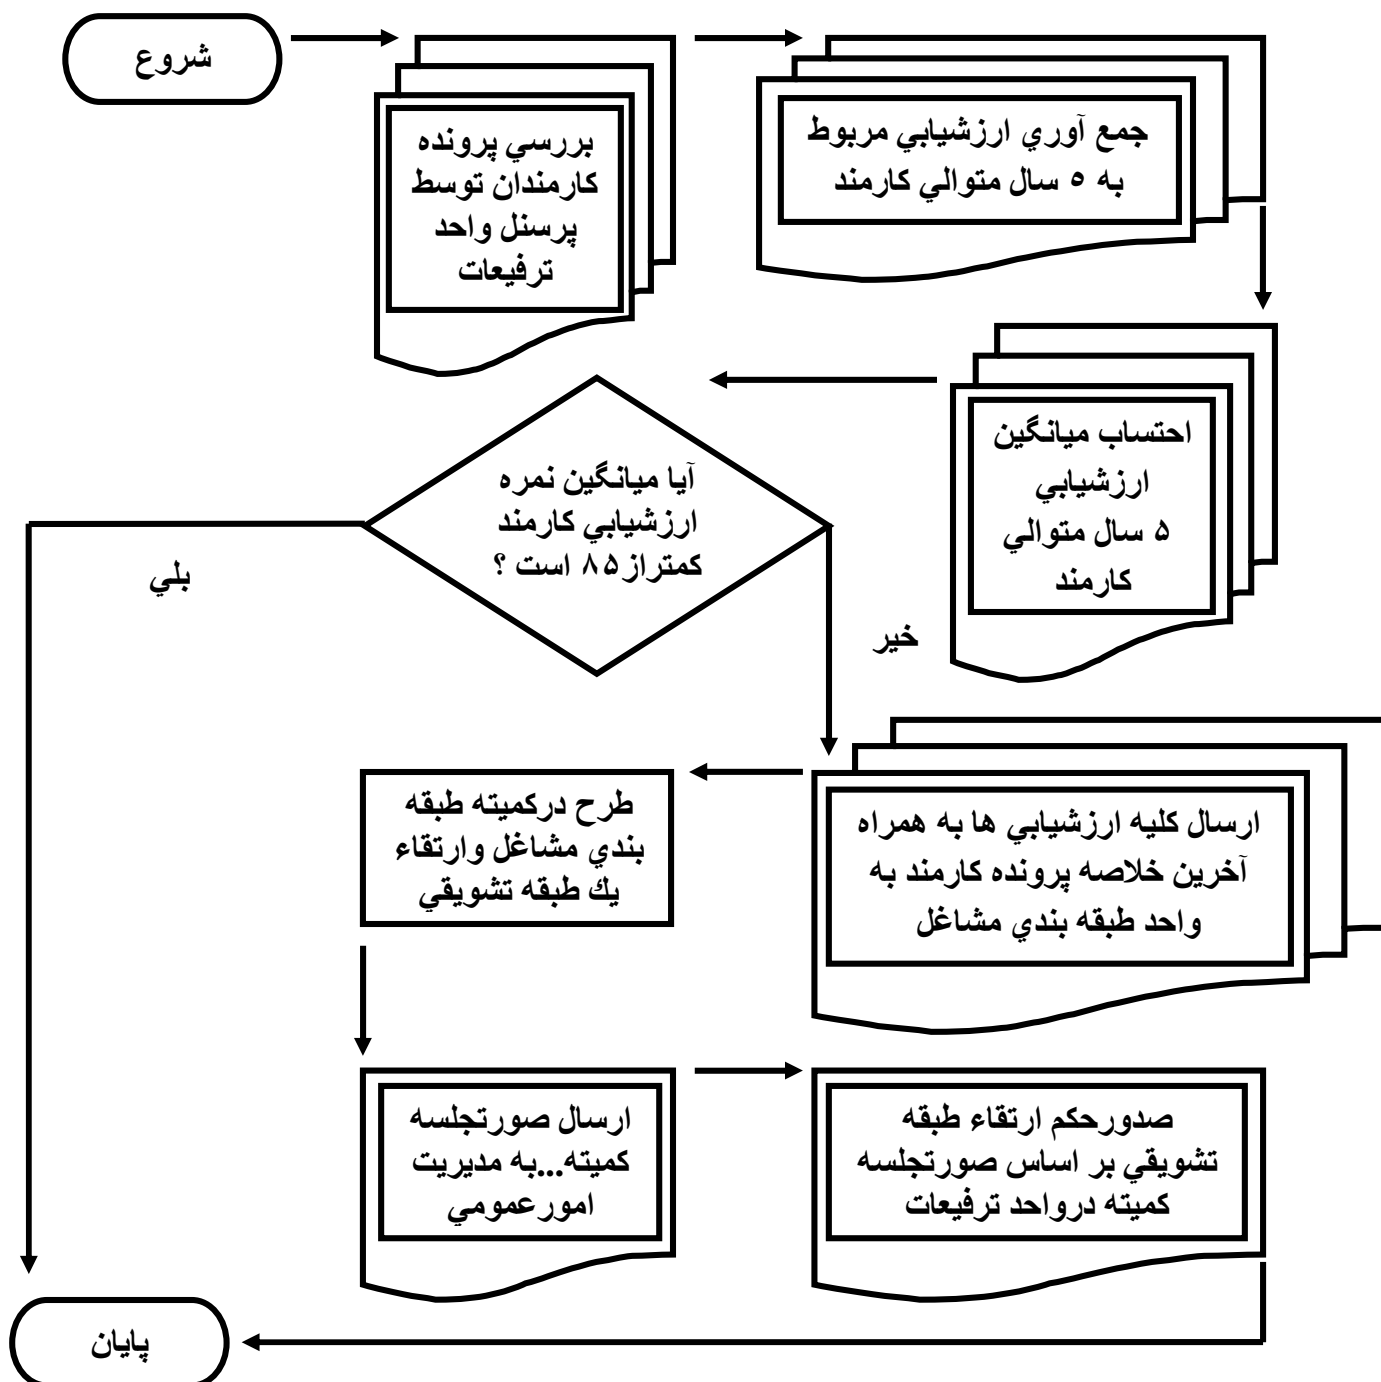 شروع
بررسي پرونده
كارمندان توسط
پرسنل واحد
ترفيعات
جمع آوري ارزشيابي مربوط
به ٥ سال متوالي كارمند
احتساب ميانگين
ارزشيابي
۵ سال متوالي
كارمند
آيا ميانگين نمره
ارزشيابي كارمند
كمتراز۸۵ است ؟
بلي
خير
ارسال كليه ارزشيابي ها به همراه
آخرين خلاصه پرونده كارمند به
واحد طبقه بندي مشاغل
طرح دركميته طبقه
بندي مشاغل وارتقاء
يك طبقه تشويقي
ارسال صورتجلسه
كميته...به مديريت
امورعمومي
صدورحكم ارتقاء طبقه
تشويقي بر اساس صورتجلسه
كميته درواحد ترفيعات
پايان